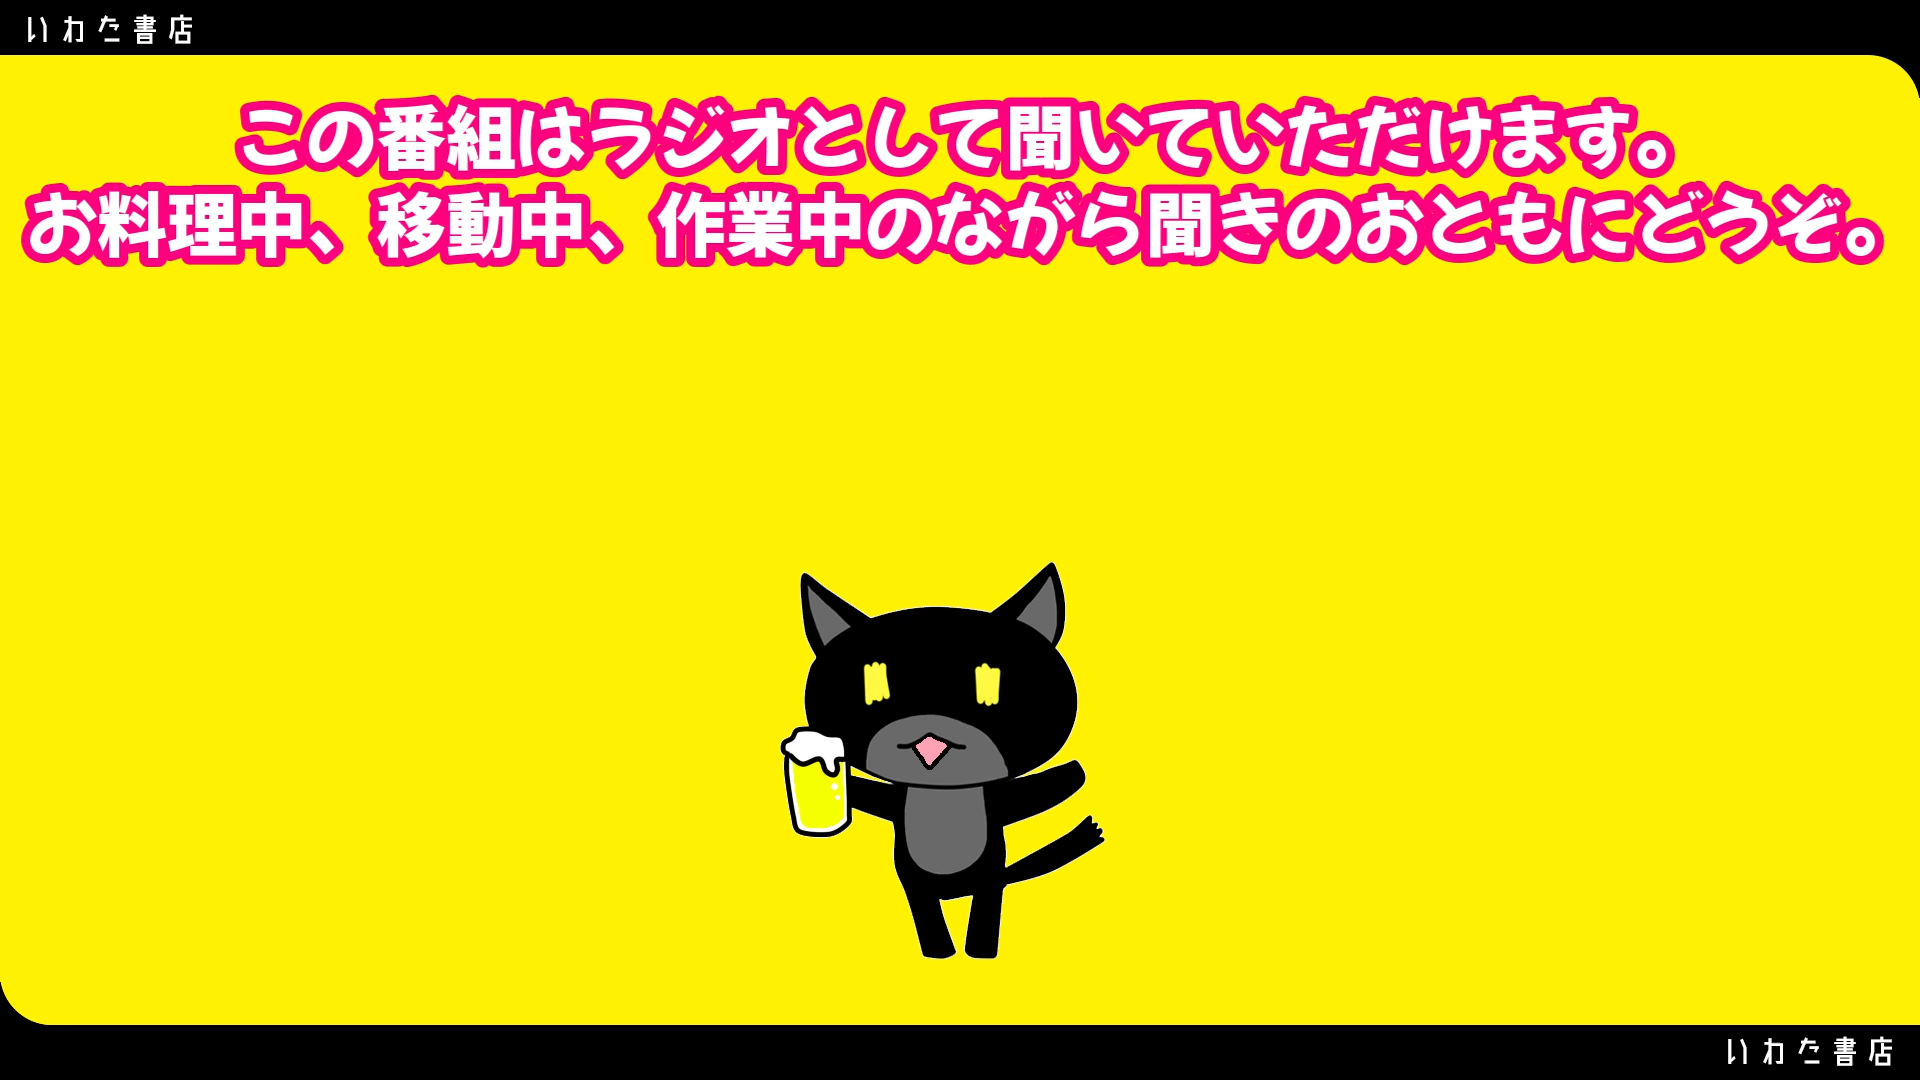 いわた書店
この番組はラジオとして聞いていただけます。
お料理中、移動中、作業中のながら聞きのおともにどうぞ。
いわた書店